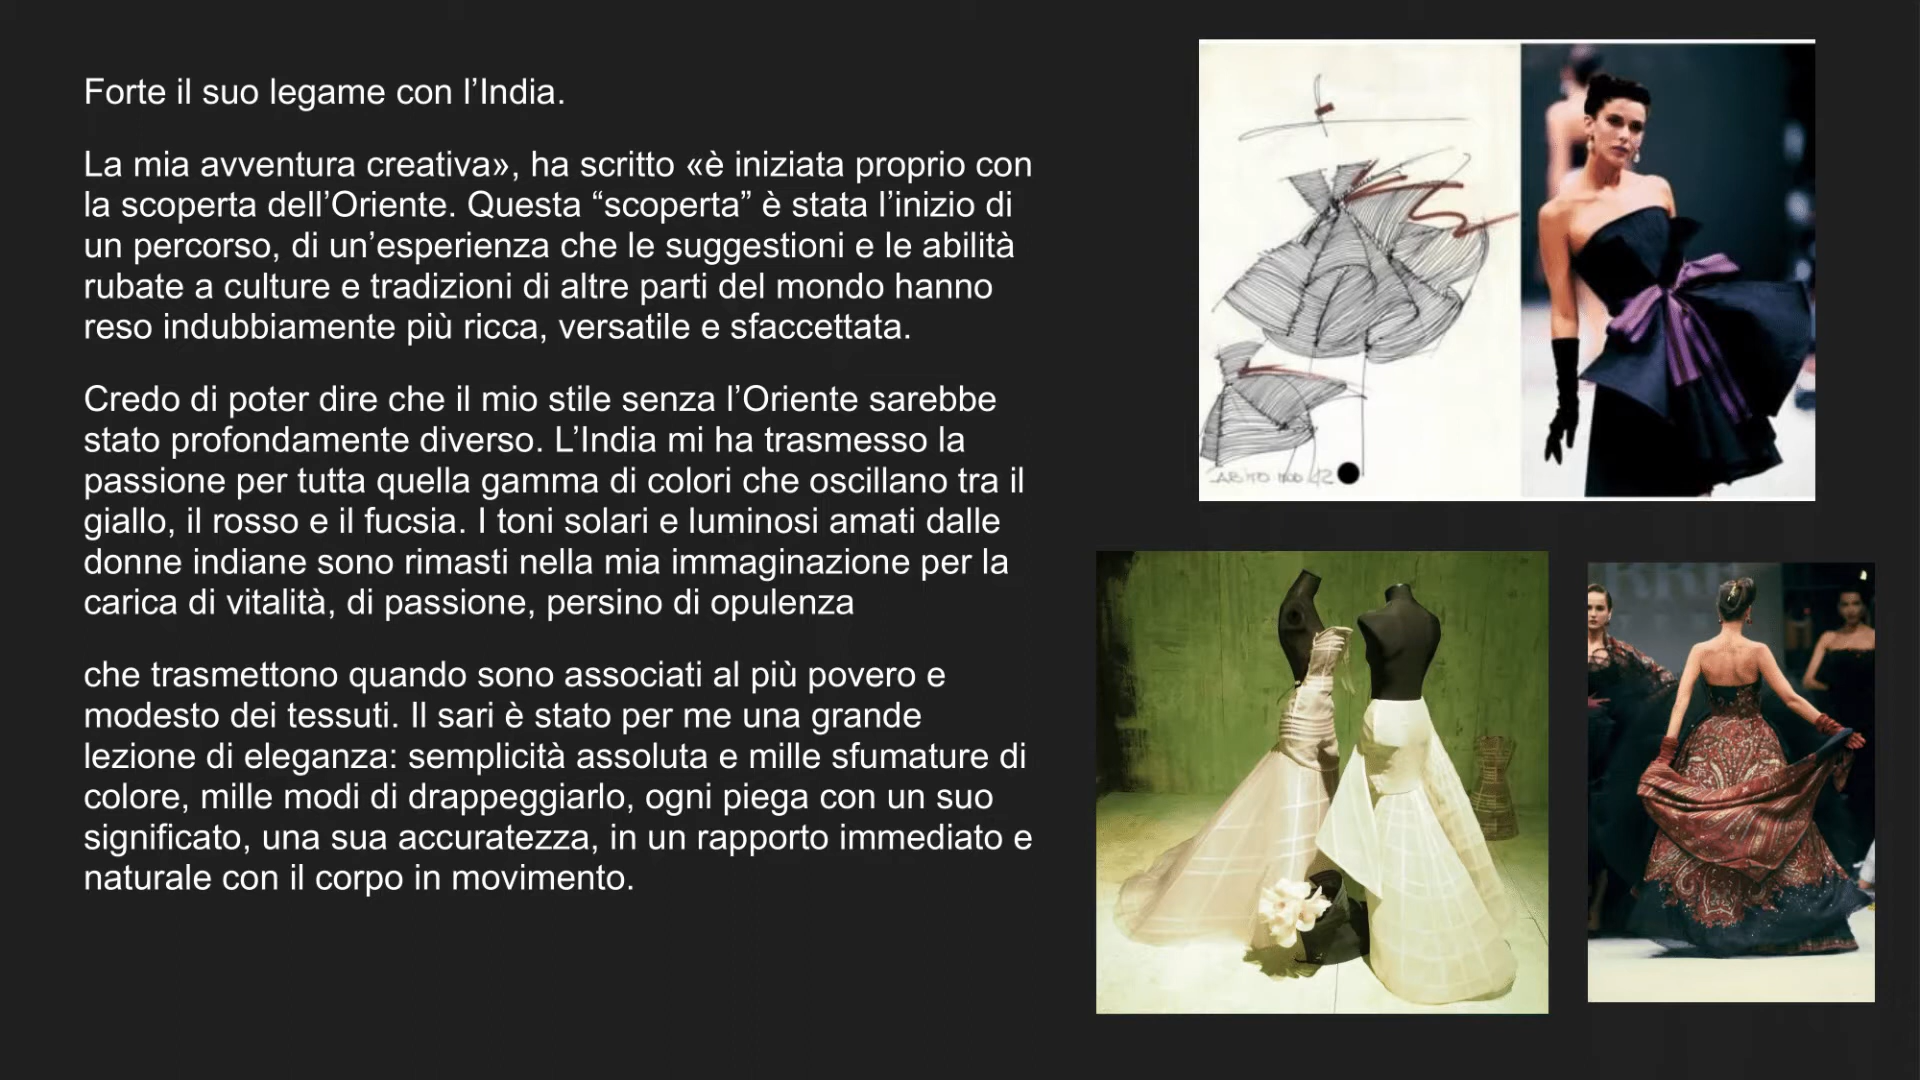 Forte il suo legame con l’India.
La mia avventura creativa», ha scritto «è iniziata proprio con
la scoperta dell’Oriente. Questa “scoperta” è stata l’inizio di
un percorso, di un’esperienza che le suggestioni e le abilità
rubate a culture e tradizioni di altre parti del mondo hanno
reso indubbiamente più ricca, versatile e sfaccettata.
Credo di poter dire che il mio stile senza l’Oriente sarebbe
stato profondamente diverso. L’India mi ha trasmesso la
passione per tutta quella gamma di colori che oscillano tra il
giallo, il rosso e il fucsia. I toni solari e luminosi amati dalle
donne indiane sono rimasti nella mia immaginazione per la
carica di vitalità, di passione, persino di opulenza
che trasmettono quando sono associati al più povero e
modesto dei tessuti. Il sari è stato per me una grande
lezione di eleganza: semplicità assoluta e mille sfumature di
colore, mille modi di drappeggiarlo, ogni piega con un suo
significato, una sua accuratezza, in un rapporto immediato e
naturale con il corpo in movimento.
ABITO